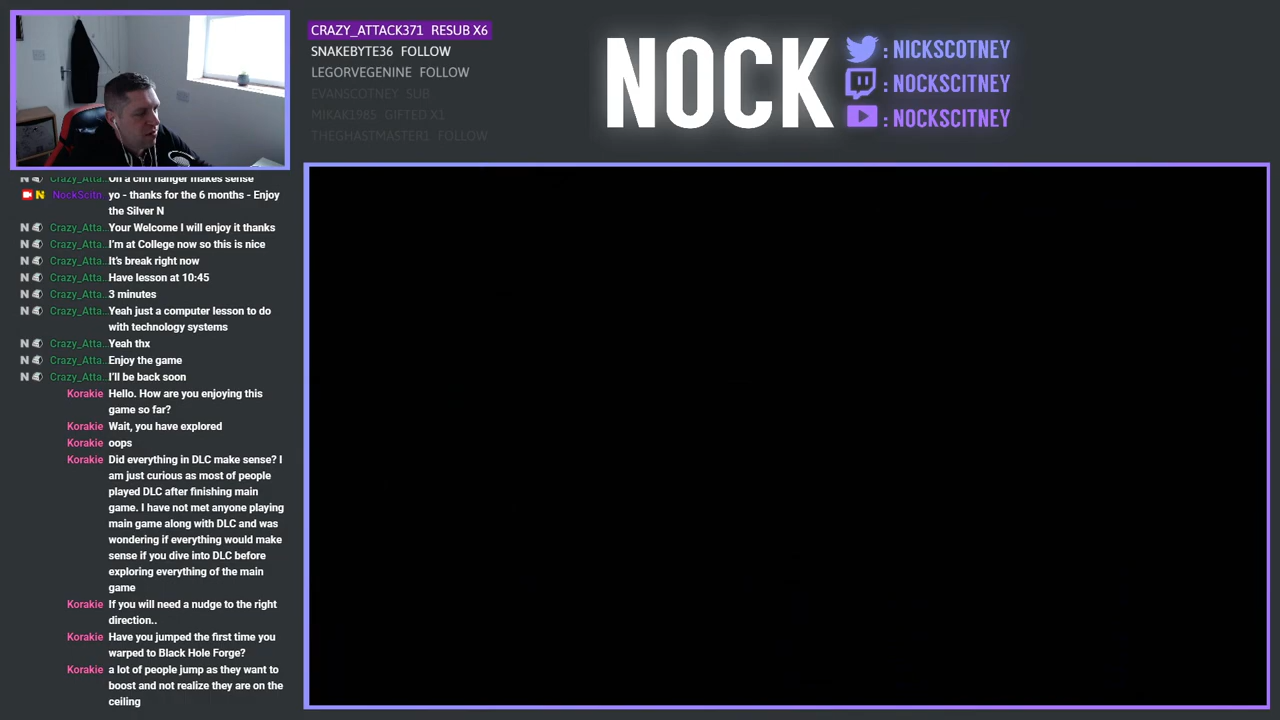 CRAZY_ATTACK371 RESUB X6
SNAKEBYTE36 FOLLOW
LEGORVEGENINE FOLLOW
EVANSCOTNEY SUB
MIKAK1985 GIFTED X1
THEGHASTMASTER1 FOLLOW
NOCK
: NICKSCOTNEY
: NOCKSCITNEY
: NOCKSCITNEY
Crazy_Atta... On a cliff hanger makes sense
NockScitn... yo - thanks for the 6 months - Enjoy
the Silver N
Crazy_Atta... Your Welcome I will enjoy it thanks
Crazy_Atta... I'm at College now so this is nice
Crazy_Atta... It's break right now
Crazy_Atta... Have lesson at 10:45
Crazy_Atta... 3 minutes
Crazy_Atta... Yeah just a computer lesson to do
with technology systems
Crazy_Atta... Yeah thx
Crazy_Atta... Enjoy the game
Crazy_Atta... I'll be back soon
Korakie Hello. How are you enjoying this
game so far?
Korakie Wait, you have explored
Korakie oops
Korakie Did everything in DLC make sense? I
am just curious as most of people
played DLC after finishing main
game. I have not met anyone playing
main game along with DLC and was
wondering if everything would make
sense if you dive into DLC before
exploring everything of the main
game
Korakie If you will need a nudge to the right
direction..
Korakie Have you jumped the first time you
warped to Black Hole Forge?
Korakie a lot of people jump as they want to
boost and not realize they are on the
ceiling